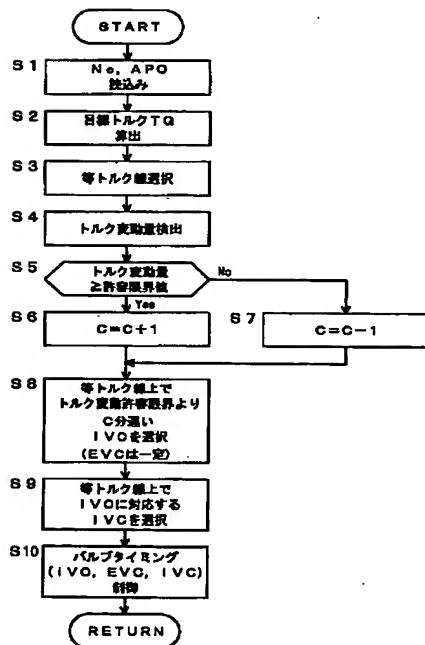 START
S1
Ne, APO
読込み
S2
目標トルクTQ
算出
S3
等トルク線選択
S4
トルク変動量検出
S5
トルク変動量
≧許容限界値
No
Yes
S6
C=C+1
S7
C=C-1
S8
等トルク線上で
トルク変動許容限界より
C分遅い
IVOを選択
(EVCは一定)
S9
等トルク線上で
IVOに対応する
IVCを選択
S10
バルブタイミング
(IVO, EVC, IVC)
制御
RETURN